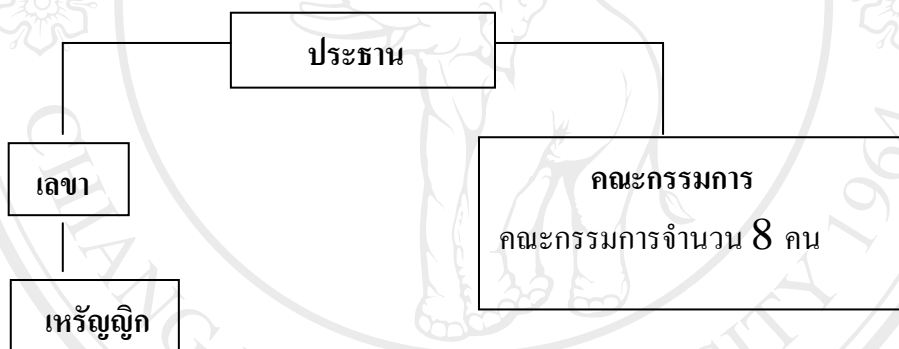 ประธาน
เลขา
คณะกรรมการ
คณะกรรมการจำนวน 8 คน
เหรัญญิก